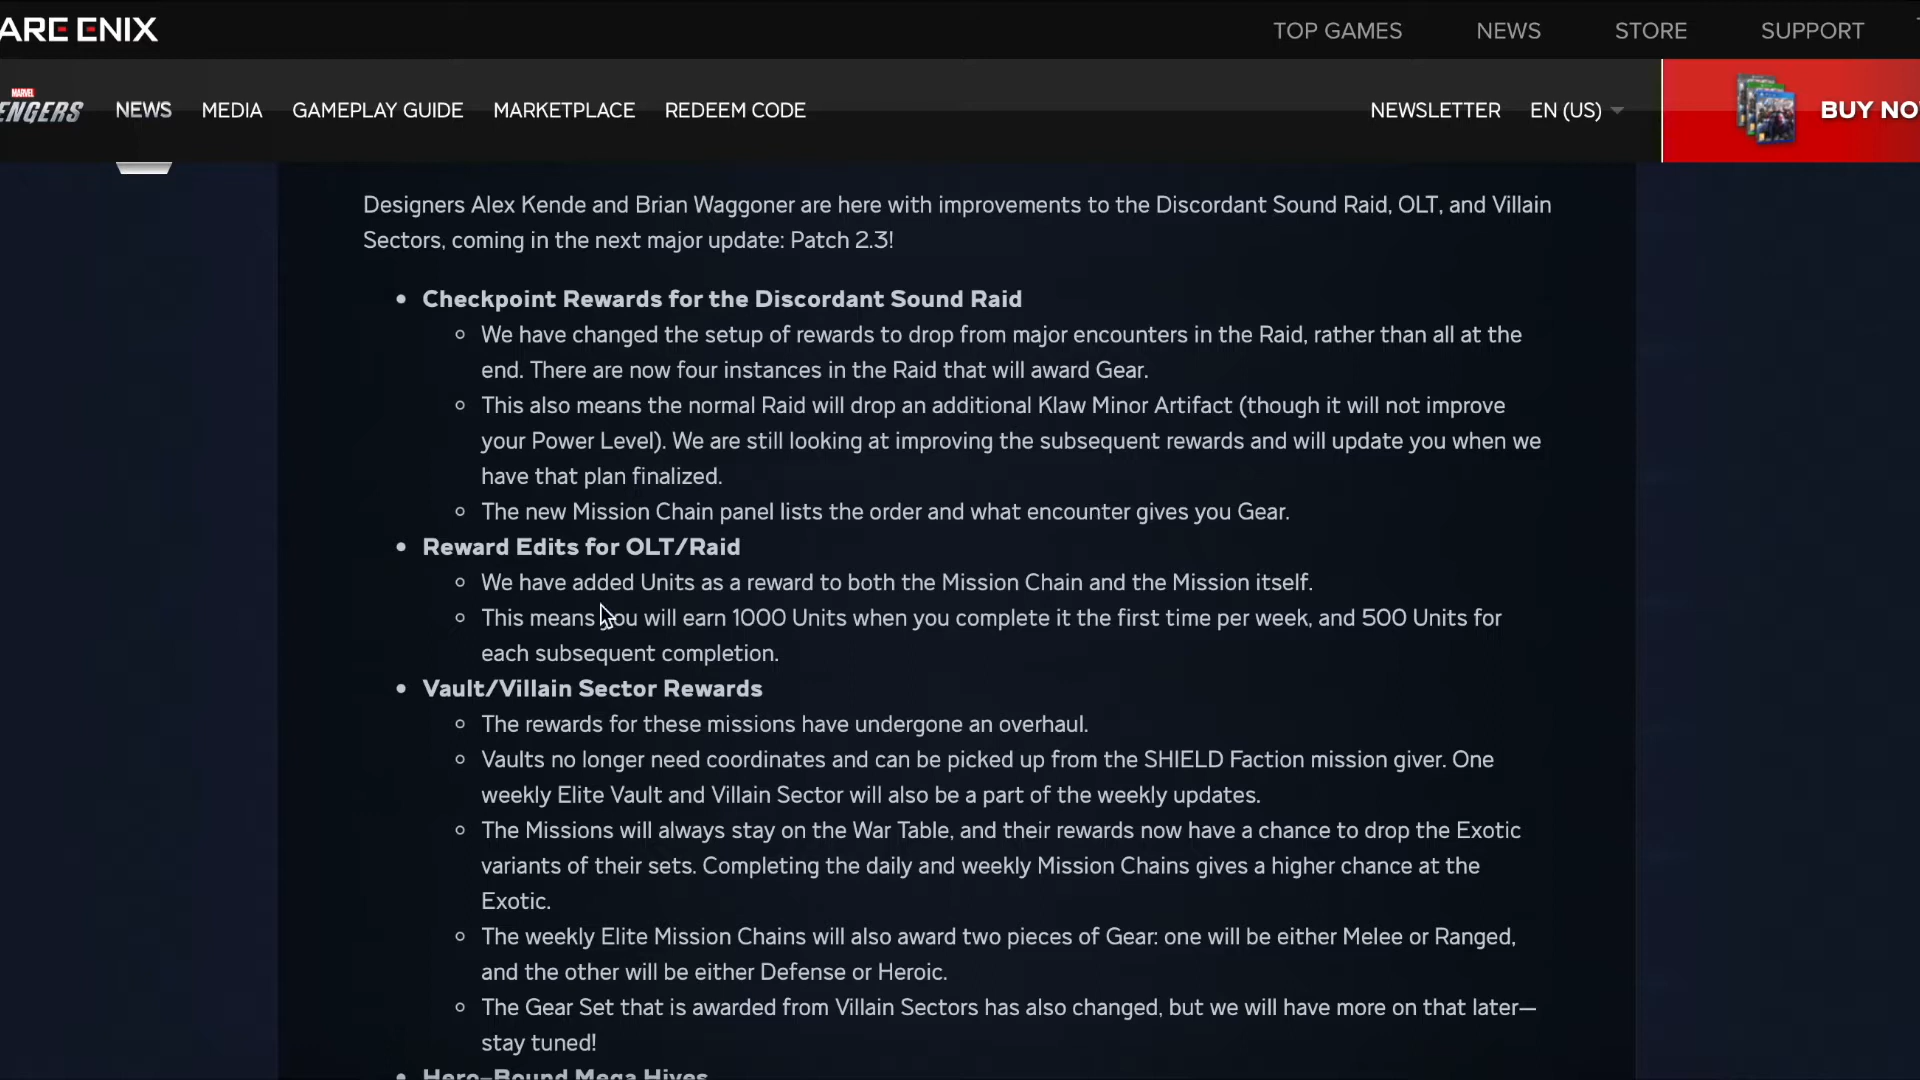 ARE ENIX
TOP GAMES
NEWS
STORE
SUPPORT
MARVEL
ENGERS
NEWS
MEDIA
GAMEPLAY GUIDE
MARKETPLACE
REDEEM CODE
NEWSLETTER
EN (US)
BUY NO
Designers Alex Kende and Brian Waggoner are here with improvements to the Discordant Sound Raid, OLT, and Villain
Sectors, coming in the next major update: Patch 2.3!
Checkpoint Rewards for the Discordant Sound Raid
We have changed the setup of rewards to drop from major encounters in the Raid, rather than all at the
end. There are now four instances in the Raid that will award Gear.
This also means the normal Raid will drop an additional Klaw Minor Artifact (though it will not improve
your Power Level). We are still looking at improving the subsequent rewards and will update you when we
have that plan finalized.
The new Mission Chain panel lists the order and what encounter gives you Gear.
Reward Edits for OLT/Raid
We have added Units as a reward to both the Mission Chain and the Mission itself.
This means you will earn 1000 Units when you complete it the first time per week, and 500 Units for
each subsequent completion.
Vault/Villain Sector Rewards
The rewards for these missions have undergone an overhaul.
Vaults no longer need coordinates and can be picked up from the SHIELD Faction mission giver. One
weekly Elite Vault and Villain Sector will also be a part of the weekly updates.
The Missions will always stay on the War Table, and their rewards now have a chance to drop the Exotic
variants of their sets. Completing the daily and weekly Mission Chains gives a higher chance at the
Exotic.
The weekly Elite Mission Chains will also award two pieces of Gear: one will be either Melee or Ranged,
and the other will be either Defense or Heroic.
The Gear Set that is awarded from Villain Sectors has also changed, but we will have more on that later—
stay tuned!
Hero-Bound Mega Hives